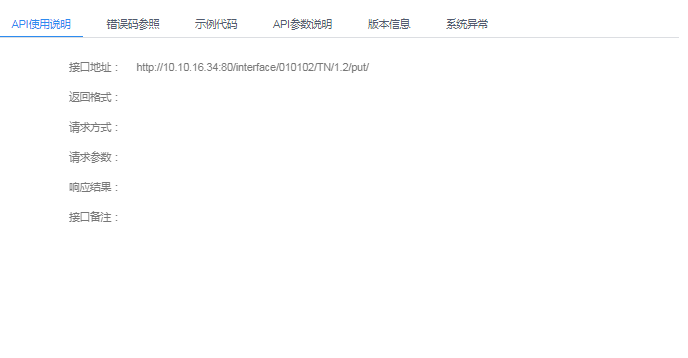 API使用说明 错误码参照 示例代码 API参数说明 版本信息 系统异常
接口地址： http://10.10.16.34:80/interface/010102/TN/1.2/put/
返回格式：
请求方式：
请求参数：
响应结果：
接口备注：